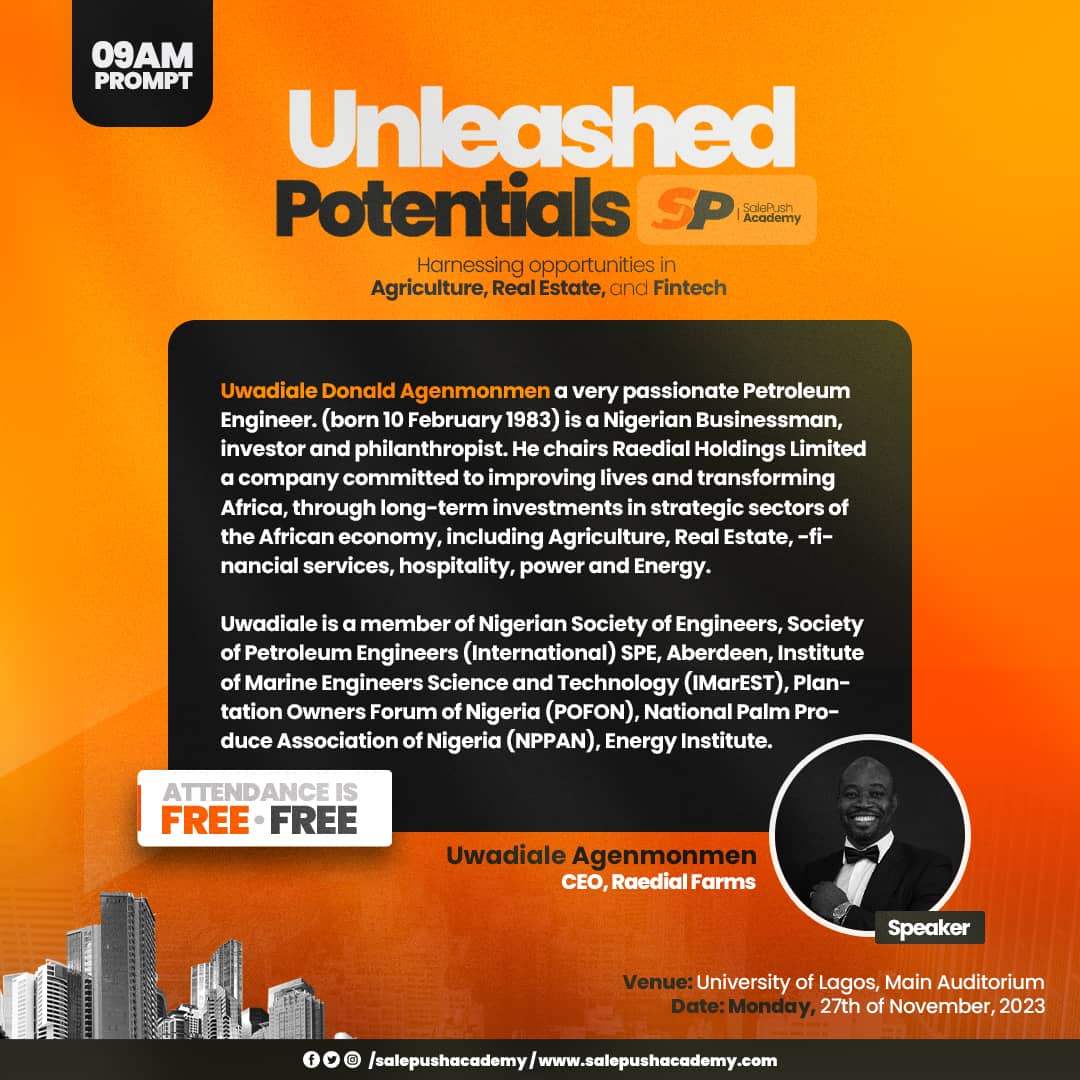 09AM
PROMPT
Unleashed
Potentials
SP | SalePush
Academy
Harnessing opportunities in
Agriculture, Real Estate, and Fintech
Uwadiale Donald Agenmonmen a very passionate Petroleum
Engineer. (born 10 February 1983) is a Nigerian Businessman,
investor and philanthropist. He chairs Raedial Holdings Limited
a company committed to improving lives and transforming
Africa, through long-term investments in strategic sectors of
the African economy, including Agriculture, Real Estate, -fi-
nancial services, hospitality, power and Energy.
Uwadiale is a member of Nigerian Society of Engineers, Society
of Petroleum Engineers (International) SPE, Aberdeen, Institute
of Marine Engineers Science and Technology (IMarEST), Plan-
tation Owners Forum of Nigeria (POFON), National Palm Pro-
duce Association of Nigeria (NPPAN), Energy Institute.
ATTENDANCE IS
FREE • FREE
Uwadiale Agenmonmen
CEO, Raedial Farms
Speaker
Venue: University of Lagos, Main Auditorium
Date: Monday, 27th of November, 2023
/salepushacademy / www.salepushacademy.com